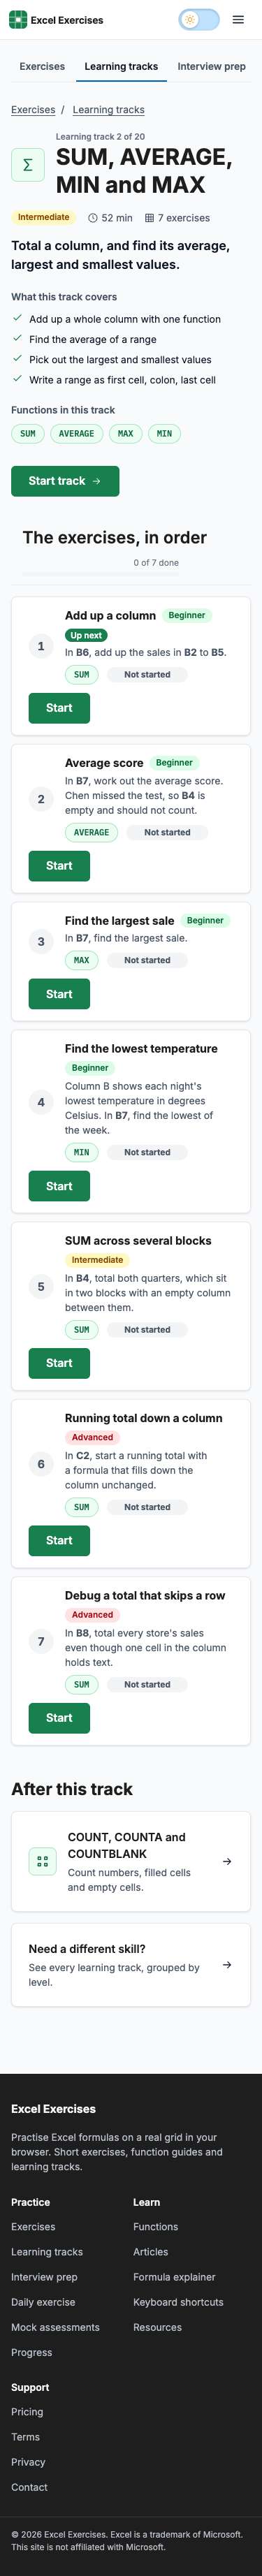 Excel Exercises
Exercises Learning tracks Interview prep
Exercises / Learning tracks
Learning track 2 of 20
Σ
SUM, AVERAGE,
MIN and MAX
Intermediate 52 min 7 exercises
Total a column, and find its average,
largest and smallest values.
What this track covers
Add up a whole column with one function
Find the average of a range
Pick out the largest and smallest values
Write a range as first cell, colon, last cell
Functions in this track
SUM AVERAGE MAX MIN
Start track →
The exercises, in order
0 of 7 done
1
Add up a column Beginner
Up next
In B6, add up the sales in B2 to B5.
SUM Not started
Start
2
Average score Beginner
In B7, work out the average score.
Chen missed the test, so B4 is
empty and should not count.
AVERAGE Not started
Start
3
Find the largest sale Beginner
In B7, find the largest sale.
MAX Not started
Start
4
Find the lowest temperature
Beginner
Column B shows each night's
lowest temperature in degrees
Celsius. In B7, find the lowest of
the week.
MIN Not started
Start
5
SUM across several blocks
Intermediate
In B4, total both quarters, which sit
in two blocks with an empty column
between them.
SUM Not started
Start
6
Running total down a column
Advanced
In C2, start a running total with
a formula that fills down the
column unchanged.
SUM Not started
Start
7
Debug a total that skips a row
Advanced
In B8, total every store's sales
even though one cell in the column
holds text.
SUM Not started
Start
After this track
COUNT, COUNTA and
COUNTBLANK
Count numbers, filled cells
and empty cells.
→
Need a different skill?
See every learning track, grouped by
level.
→
Excel Exercises
Practise Excel formulas on a real grid in your
browser. Short exercises, function guides and
learning tracks.
Practice
Exercises
Learning tracks
Interview prep
Daily exercise
Mock assessments
Progress
Learn
Functions
Articles
Formula explainer
Keyboard shortcuts
Resources
Support
Pricing
Terms
Privacy
Contact
© 2026 Excel Exercises. Excel is a trademark of Microsoft.
This site is not affiliated with Microsoft.